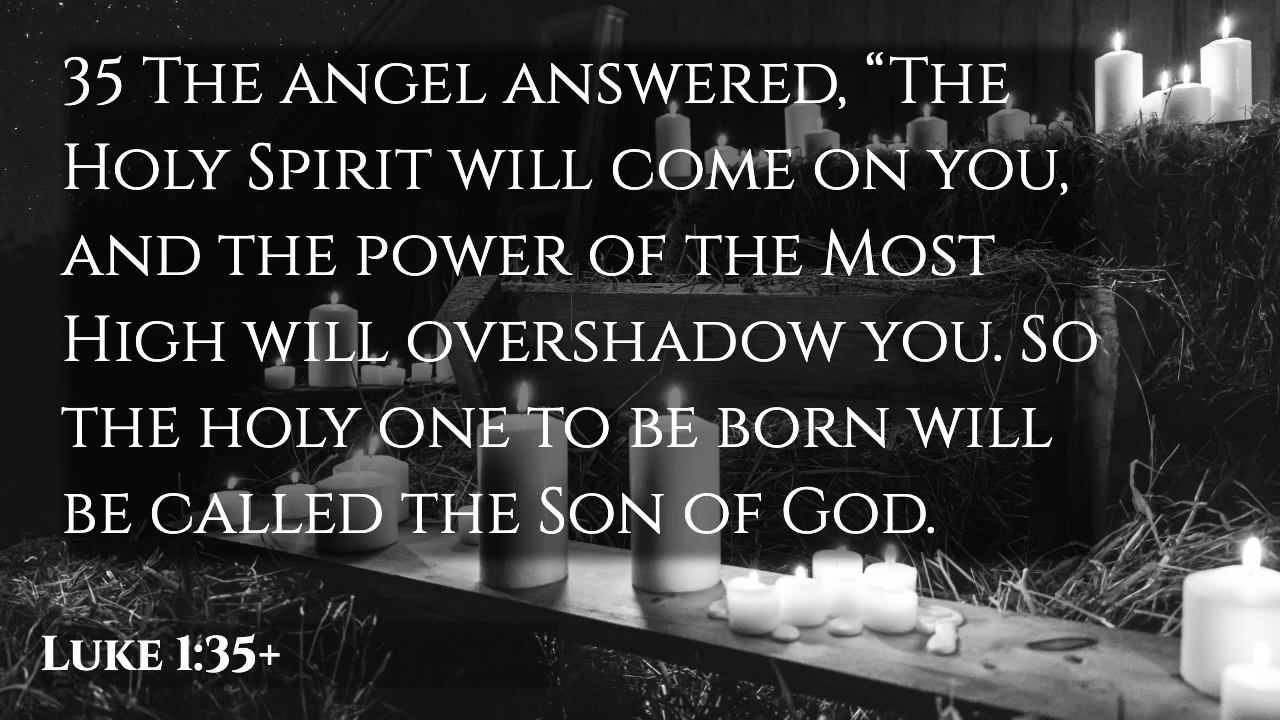 35 The angel answered, “The
Holy Spirit will come on you,
and the power of the Most
High will overshadow you. So
the holy one to be born will
be called the Son of God.
Luke 1:35+